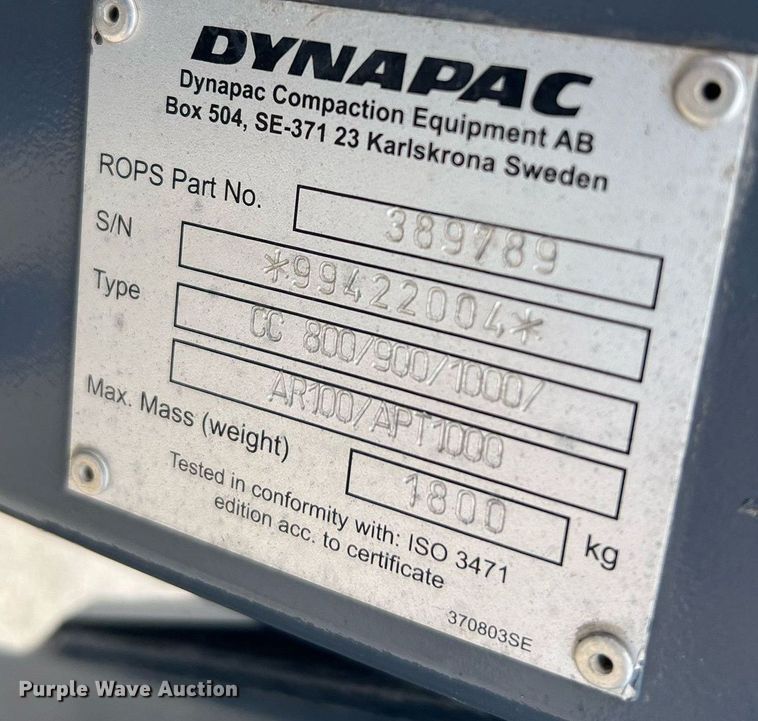 DYNAPAC
Dynapac Compaction Equipment AB
Box 504, SE-371 23 Karlskrona Sweden
ROPS Part No. 389789
S/N *99422004*
Type CC 800/900/1000/
AR100/APT1000
Max. Mass (weight) 1800 kg
Tested in conformity with: ISO 3471
edition acc. to certificate
370803SE
Purple Wave Auction